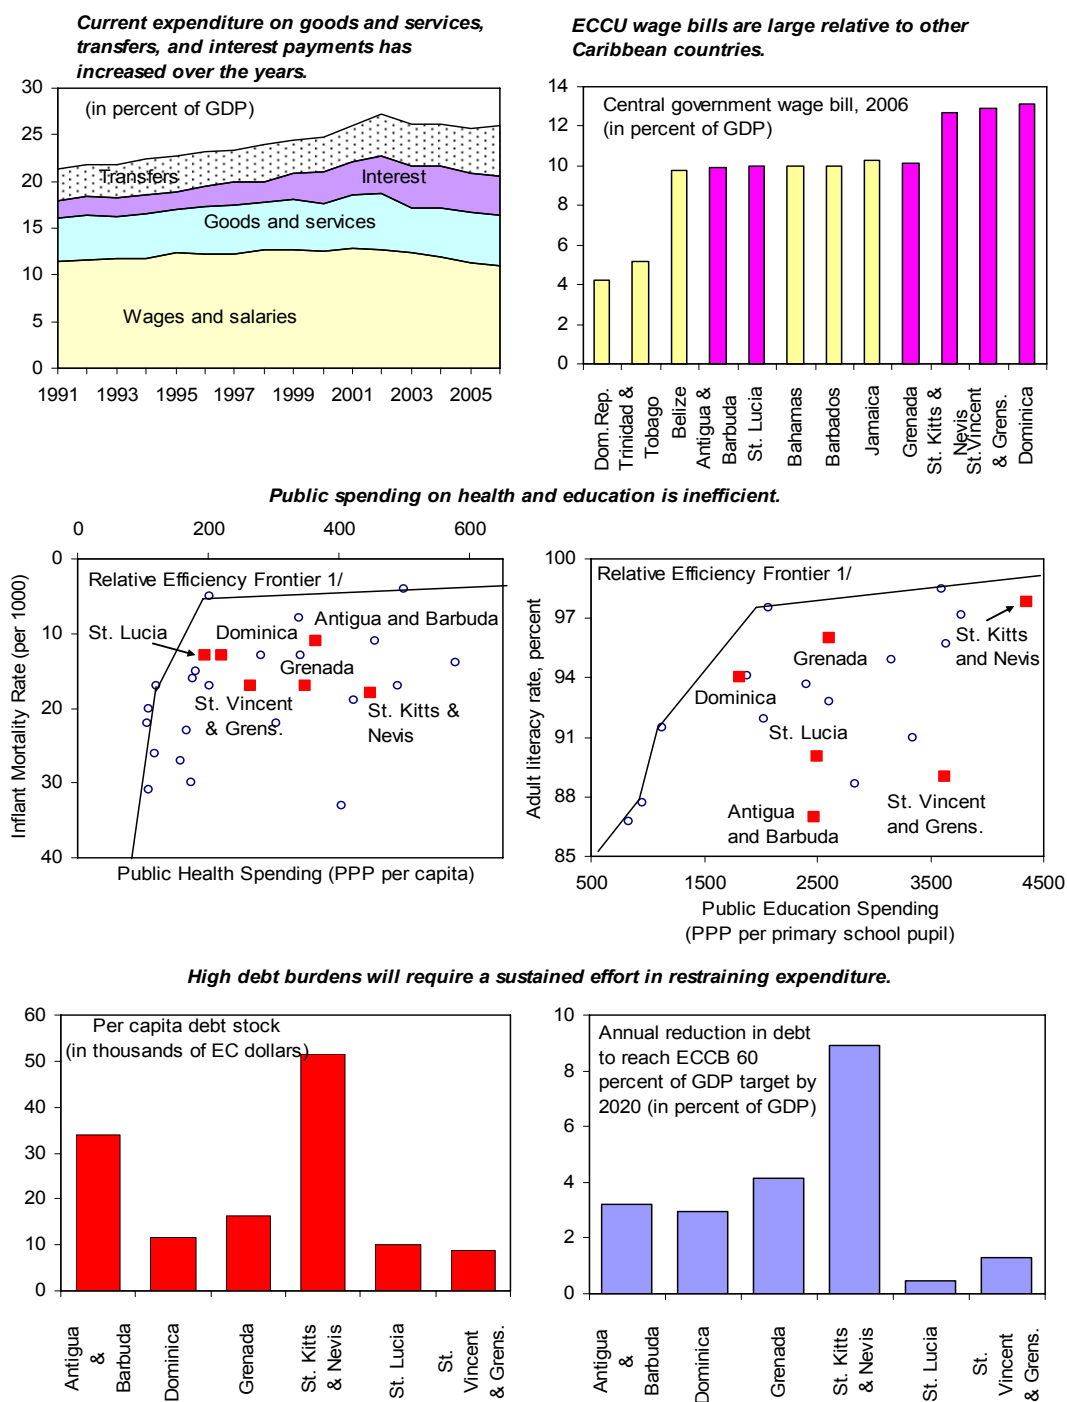 Current expenditure on goods and services,
transfers, and interest payments has
increased over the years.
30
25
20
15
10
5
0
(in percent of GDP)
Transfers
Interest
Goods and services
Wages and salaries
1991 1993 1995 1997 1999 2001 2003 2005
ECCU wage bills are large relative to other
Caribbean countries.
14
12
10
8
6
4
2
0
Central government wage bill, 2006
(in percent of GDP)
Dom.Rep.
Trinidad &
Tobago
Belize
Antigua &
Barbuda
St. Lucia
Bahamas
Barbados
Jamaica
Grenada
St. Kitts &
Nevis
St.Vincent
& Grens.
Dominica
Public spending on health and education is inefficient.
0 200 400 600
0
10
20
30
40
Infant Mortality Rate (per 1000)
Relative Efficiency Frontier 1/
St. Lucia
Dominica
Antigua and Barbuda
Grenada
St. Vincent
& Grens.
St. Kitts &
Nevis
Public Health Spending (PPP per capita)
100
97
94
91
88
85
Adult literacy rate, percent
Relative Efficiency Frontier 1/
St. Kitts
and Nevis
Grenada
Dominica
St. Lucia
Antigua
and Barbuda
St. Vincent
and Grens.
500 1500 2500 3500 4500
Public Education Spending
(PPP per primary school pupil)
High debt burdens will require a sustained effort in restraining expenditure.
60
50
40
30
20
10
0
Per capita debt stock
(in thousands of EC dollars)
Antigua
&
Barbuda
Dominica
Grenada
St. Kitts
& Nevis
St. Lucia
St.
Vincent
& Grens.
10
8
6
4
2
0
Annual reduction in debt
to reach ECCB 60
percent of GDP target by
2020 (in percent of GDP)
Antigua
&
Barbuda
Dominica
Grenada
St. Kitts
& Nevis
St. Lucia
St.
Vincent
& Grens.